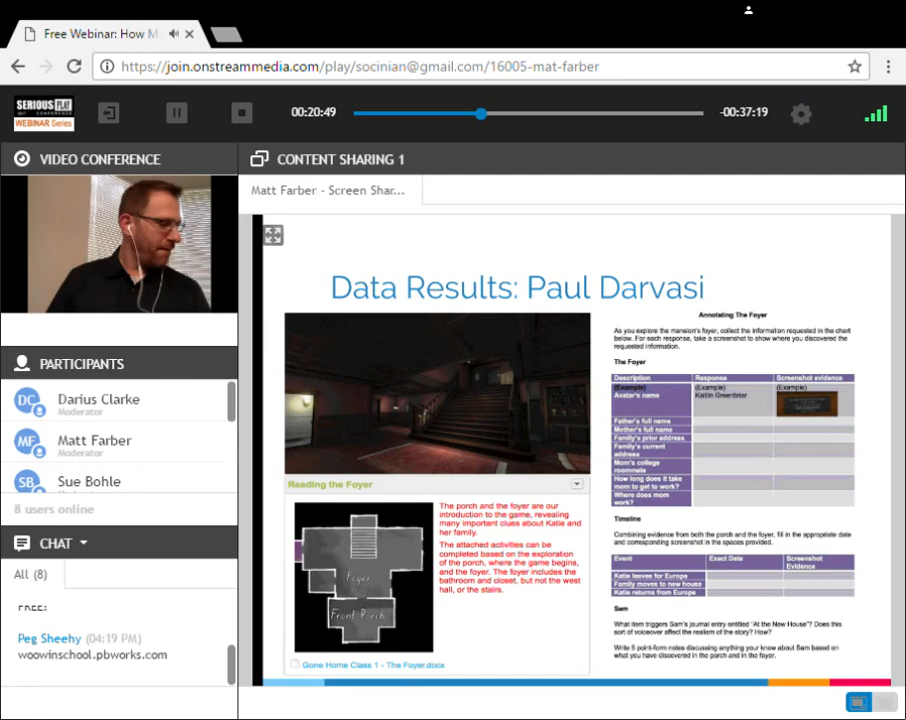 Free Webinar: How M
https://join.onstreammedia.com/play/socinian@gmail.com/16005-mat-farber
SERIOUS PLAY
WEBINAR Series
00:20:49
-00:37:19
VIDEO CONFERENCE
CONTENT SHARING 1
Matt Farber - Screen Shar...
Data Results: Paul Darvasi
Annotating The Foyer
As you explore the mansion's foyer, collect the information requested in the chart
below. For each response, take a screenshot to show where you discovered the
requested information.
The Foyer
Description Response Screenshot evidence
(Example) (Example) (Example)
Avatar's name Kaitlin Greenbriar
Father's full name
Mother's full name
Family's prior address
Family's current
address
Mom's college
roommate
How long does it take
mom to get to work?
Where does mom
work?
Timeline
Combining evidence from both the porch and the foyer, fill in the appropriate date
and corresponding screenshot in the spaces provided.
Event Exact Date Screenshot
Evidence
Katie leaves for Europe
Family moves to new house
Katie returns from Europe
Sam
What item triggers Sam's journal entry entitled "At the New House"? Does this
sort of voiceover affect the realism of the story? How?
Write 5 point-form notes discussing anything your know about Sam based on
what you have discovered in the porch and in the foyer.
Reading the Foyer
Foyer
Front Porch
The porch and the foyer are our
introduction to the game, revealing
many important clues about Katie and
her family.
The attached activities can be
completed based on the exploration
of the porch, where the game begins,
and the foyer. The foyer includes the
bathroom and closet, but not the west
hall, or the stairs.
Gone Home Class 1 - The Foyer.docx
PARTICIPANTS
DC Darius Clarke
Moderator
MF Matt Farber
Moderator
SB Sue Bohle
8 users online
CHAT
All (8)
FREE:
Peg Sheehy (04:19 PM)
woowinschool.pbworks.com